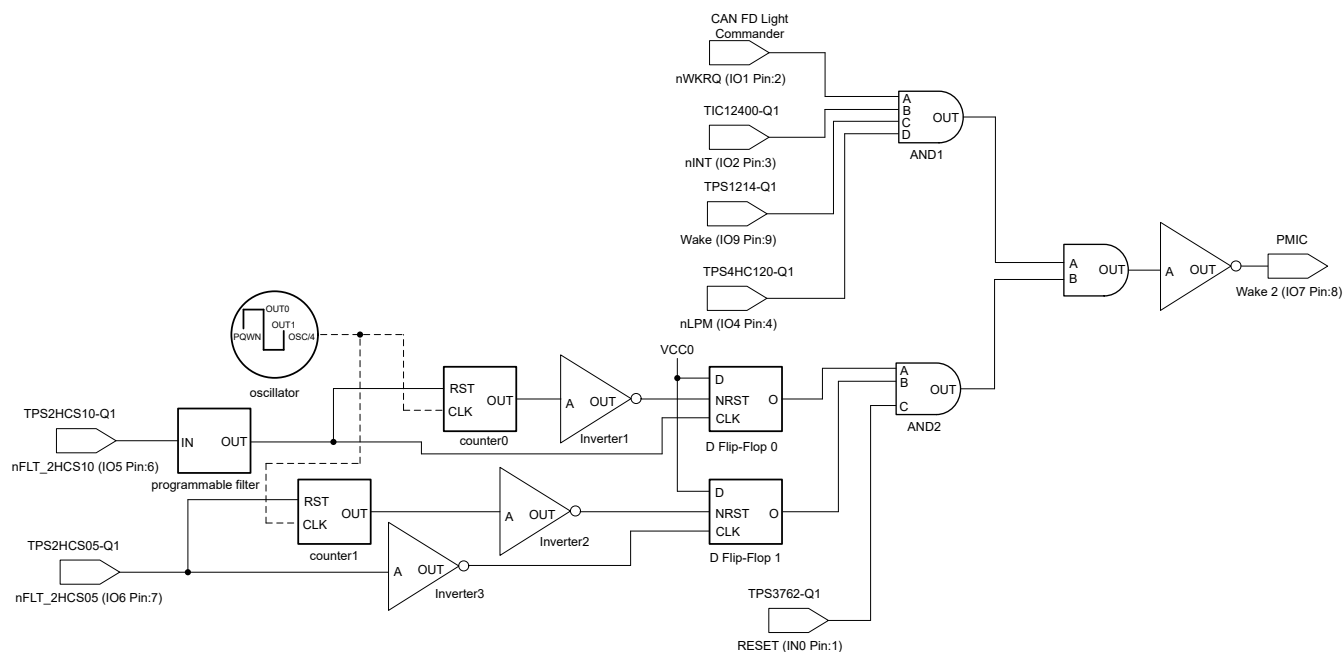 CAN FD Light
Commander
nWKRQ (IO1 Pin:2)
TIC12400-Q1
nINT (IO2 Pin:3)
TPS1214-Q1
Wake (IO9 Pin:9)
TPS4HC120-Q1
nLPM (IO4 Pin:4)
A
B
C
D
OUT
AND1
A
B
OUT
A
OUT
PMIC
Wake 2 (IO7 Pin:8)
OUT0
OUT1
PQWN
OSC/4
oscillator
TPS2HCS10-Q1
nFLT_2HCS10 (IO5 Pin:6)
IN
OUT
programmable filter
RST
CLK
OUT
counter0
A
OUT
Inverter1
VCC0
D
NRST
CLK
O
D Flip-Flop 0
A
B
C
OUT
AND2
TPS2HCS05-Q1
nFLT_2HCS05 (IO6 Pin:7)
RST
CLK
OUT
counter1
A
OUT
Inverter2
A
OUT
Inverter3
D
NRST
CLK
O
D Flip-Flop 1
TPS3762-Q1
RESET (IN0 Pin:1)